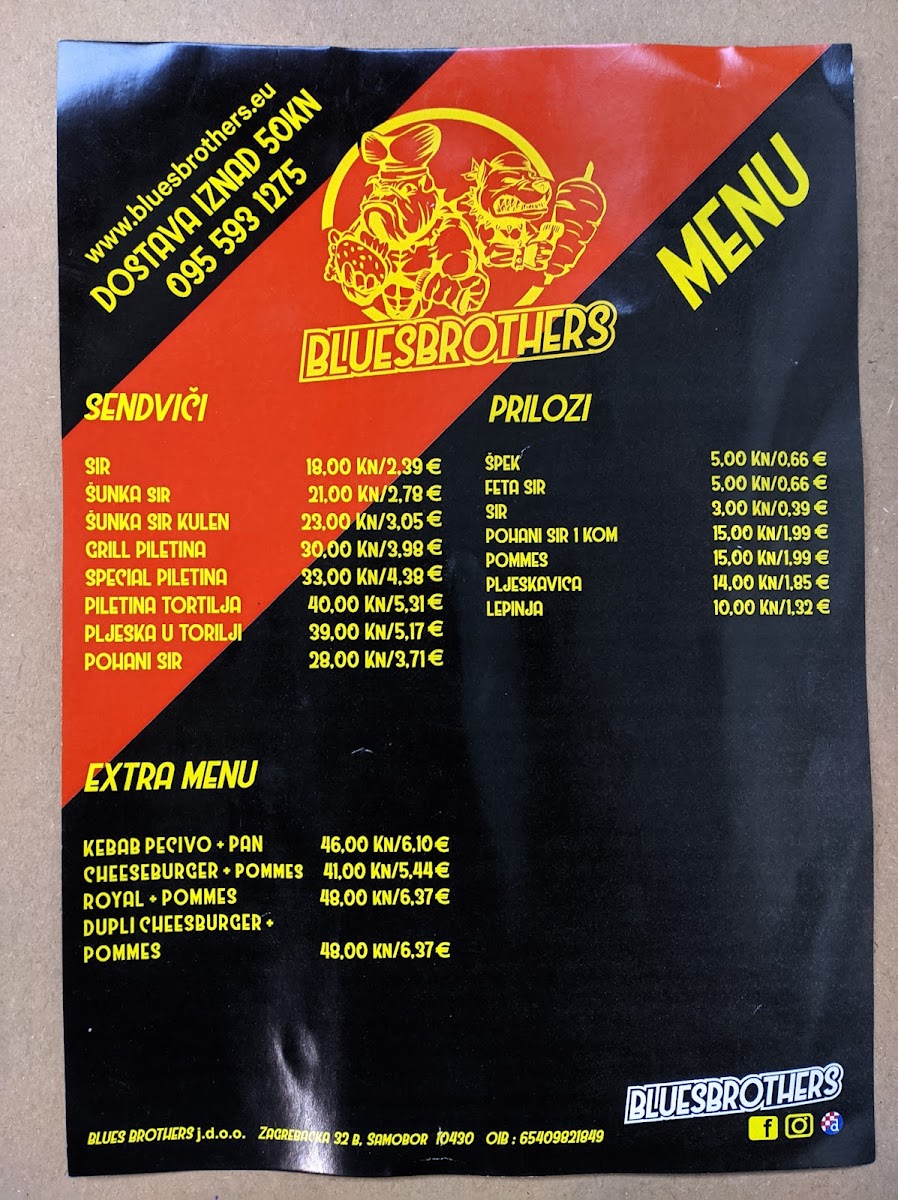 www.bluesbrothers.eu
DOSTAVA IZNAD 50KN
095 593 1275
BLUESBROTHERS
MENU
SENDVIČI
SIR 18,00 KN/2,39 €
ŠUNKA SIR 21,00 KN/2,78 €
ŠUNKA SIR KULEN 23,00 KN/3,05 €
GRILL PILETINA 30,00 KN/3,98 €
SPECIAL PILETINA 33,00 KN/4,38 €
PILETINA TORTILJA 40,00 KN/5,31 €
PLJESKA U TORILJI 39,00 KN/5,17 €
POHANI SIR 28,00 KN/3,71 €
PRILOZI
ŠPEK 5,00 KN/0,66 €
FETA SIR 5,00 KN/0,66 €
SIR 3,00 KN/0,39 €
POHANI SIR 1 KOM 15,00 KN/1,99 €
POMMES 15,00 KN/1,99 €
PLJESKAVICA 14,00 KN/1,85 €
LEPINJA 10,00 KN/1,32 €
EXTRA MENU
KEBAB PECIVO + PAN 46,00 KN/6,10 €
CHEESEBURGER + POMMES 41,00 KN/5,44 €
ROYAL + POMMES 48,00 KN/6,37 €
DUPLI CHEESBURGER +
POMMES 48,00 KN/6,37 €
BLUESBROTHERS
BLUES BROTHERS j.d.o.o. ZAGREBAČKA 32 B, SAMOBOR 10430 OIB : 65409821849